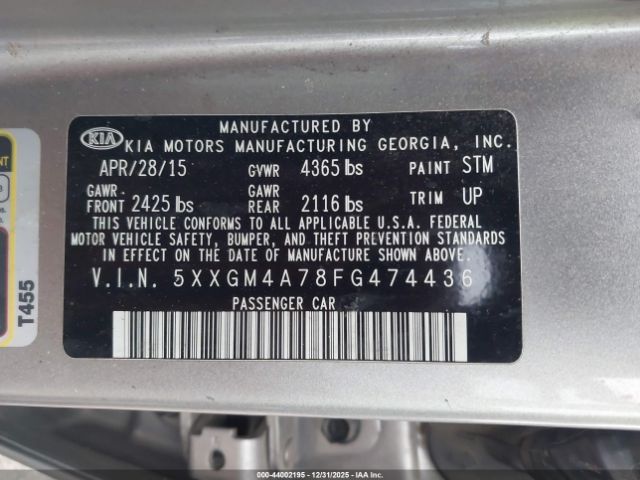 MANUFACTURED BY
KIA KIA MOTORS MANUFACTURING GEORGIA, INC.
APR/28/15 GVWR 4365 lbs PAINT STM
GAWR FRONT 2425 lbs GAWR REAR 2116 lbs TRIM UP
THIS VEHICLE CONFORMS TO ALL APPLICABLE U.S.A. FEDERAL
MOTOR VEHICLE SAFETY, BUMPER, AND THEFT PREVENTION STANDARDS
IN EFFECT ON THE DATE OF MANUFACTURE SHOWN ABOVE.
V.I.N. 5XXGM4A78FG474436
PASSENGER CAR
T455
000-44002195 - 12/31/2025 - Copyright © IAA, Inc.